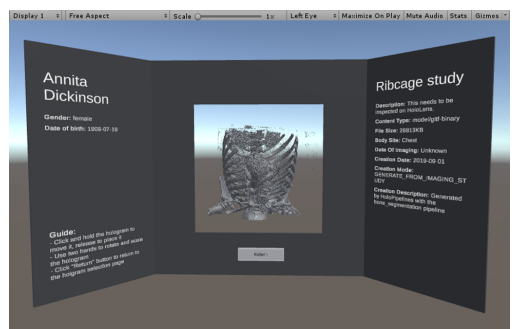 Display 1
Free Aspect
Scale
1x
Left Eye
Maximize On Play
Mute Audio
Stats
Gizmos
Annita
Dickinson
Gender: female
Date of birth: 1909-07-19
Guide:
- Click and hold the hologram to
move it, release to place it
- Use two hands to rotate and scale
the hologram
- Click "Return" button to return to
the hologram selection page
Return
Ribcage study
Description: This needs to be
inspected on HoloLens.
Content Type: model/gltf-binary
File Size: 26913KB
Body Site: Chest
Date Of Imaging: Unknown
Creation Date: 2019-09-01
Creation Mode:
GENERATE_FROM_IMAGING_ST
UDY
Creation Description: Generated
by HoloPipelines with the
bone_segmentation pipeline